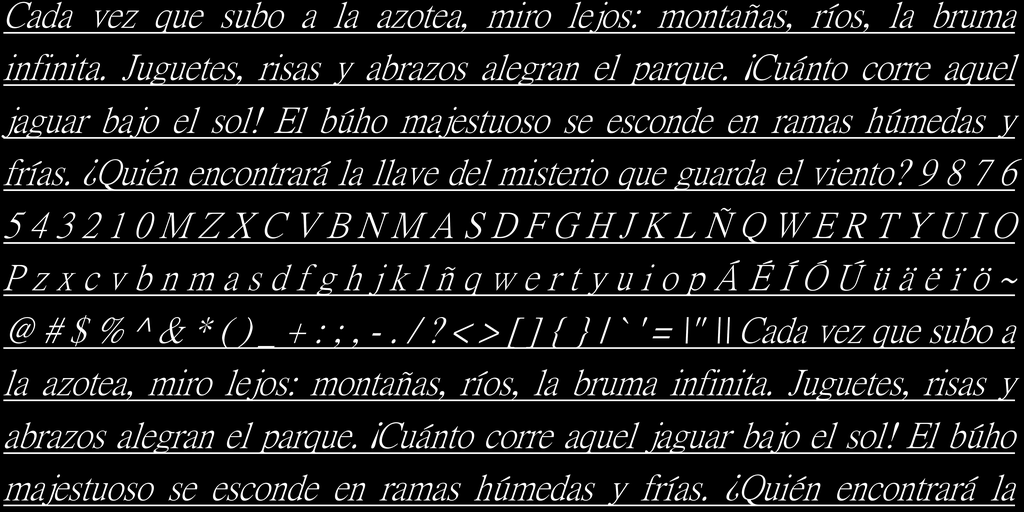 Cada vez que subo a la azotea, miro lejos: montañas, ríos, la bruma
infinita. Juguetes, risas y abrazos alegran el parque. ¡Cuánto corre aquel
jaguar bajo el sol! El búho majestuoso se esconde en ramas húmedas y
frías. ¿Quién encontrará la llave del misterio que guarda el viento? 9 8 7 6
5 4 3 2 1 0 M Z X C V B N M A S D F G H J K L Ñ Q W E R T Y U I O
P z x c v b n m a s d f g h j k l ñ q w e r t y u i o p Á É Í Ó Ú ü ä ë ï ö ~
@ # $ % ^ & * ( ) _ + : ; , - . / ? < > [ ] { } / ` ' = \" \\ Cada vez que subo a
la azotea, miro lejos: montañas, ríos, la bruma infinita. Juguetes, risas y
abrazos alegran el parque. ¡Cuánto corre aquel jaguar bajo el sol! El búho
majestuoso se esconde en ramas húmedas y frías. ¿Quién encontrará la